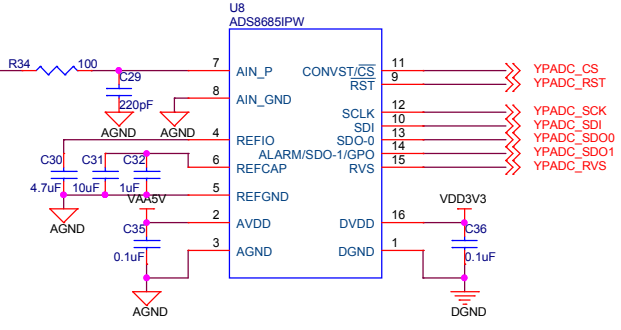 U8
ADS8685IPW
R34
100
7
AIN_P
CONVST/CS
11
YPADC_CS
RST
9
YPADC_RST
C29
220pF
8
AIN_GND
AGND
AGND
SCLK
12
YPADC_SCK
SDI
10
YPADC_SDI
4
REFIO
SDO-0
13
YPADC_SDO0
ALARM/SDO-1/GPO
14
YPADC_SDO1
C30
C31
C32
6
REFCAP
RVS
15
YPADC_RVS
4.7uF
10uF
1uF
5
REFGND
AGND
VAA5V
VDD3V3
2
AVDD
DVDD
16
C35
0.1uF
C36
0.1uF
3
AGND
DGND
1
AGND
DGND